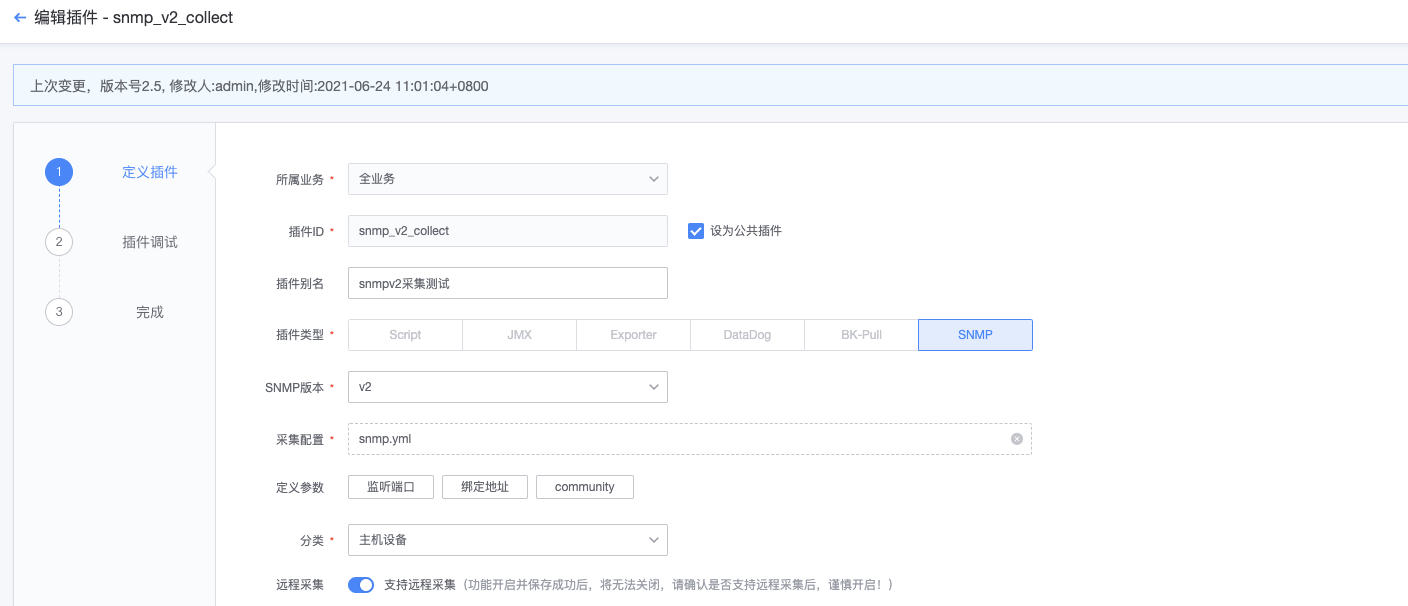 编辑插件 - snmp_v2_collect
上次变更，版本号2.5, 修改人:admin,修改时间:2021-06-24 11:01:04+0800
1 定义插件
2 插件调试
3 完成
所属业务 * 全业务
插件ID * snmp_v2_collect 设为公共插件
插件别名 snmpv2采集测试
插件类型 * Script JMX Exporter DataDog BK-Pull SNMP
SNMP版本 * v2
采集配置 * snmp.yml
定义参数 监听端口 绑定地址 community
分类 * 主机设备
远程采集 支持远程采集（功能开启并保存成功后，将无法关闭，请确认是否支持远程采集后，谨慎开启！）